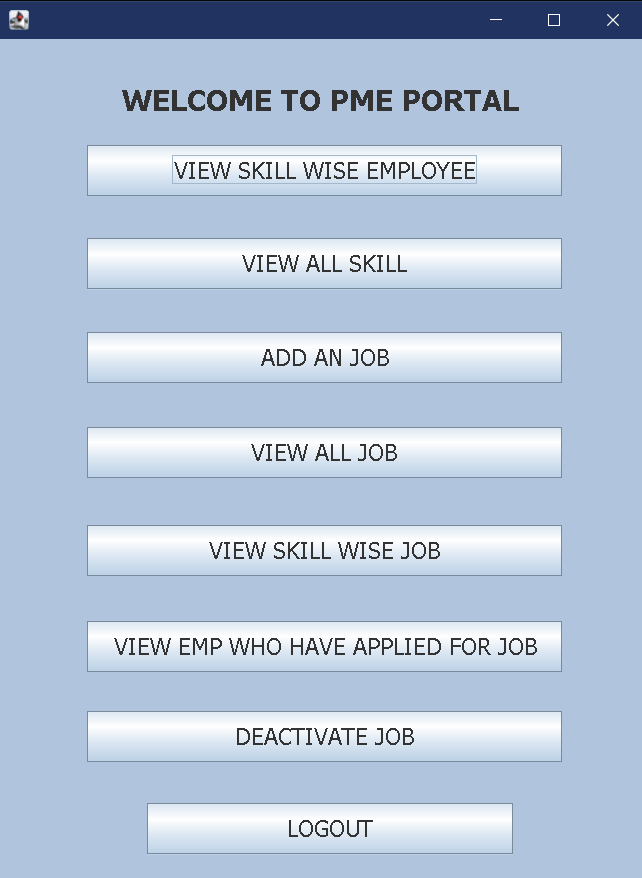 WELCOME TO PME PORTAL
VIEW SKILL WISE EMPLOYEE
VIEW ALL SKILL
ADD AN JOB
VIEW ALL JOB
VIEW SKILL WISE JOB
VIEW EMP WHO HAVE APPLIED FOR JOB
DEACTIVATE JOB
LOGOUT